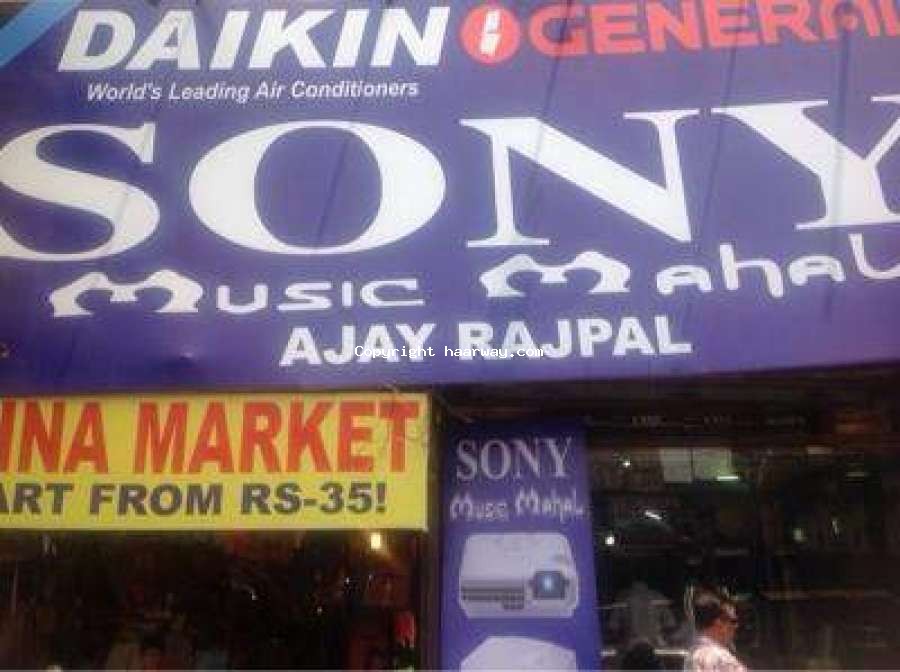 DAIKIN GENERAL
World's Leading Air Conditioners
SONY
Music Mahal
AJAY RAJPAL
Copyright haarway.com
INA MARKET
ART FROM RS-35!
SONY
Music Mahal